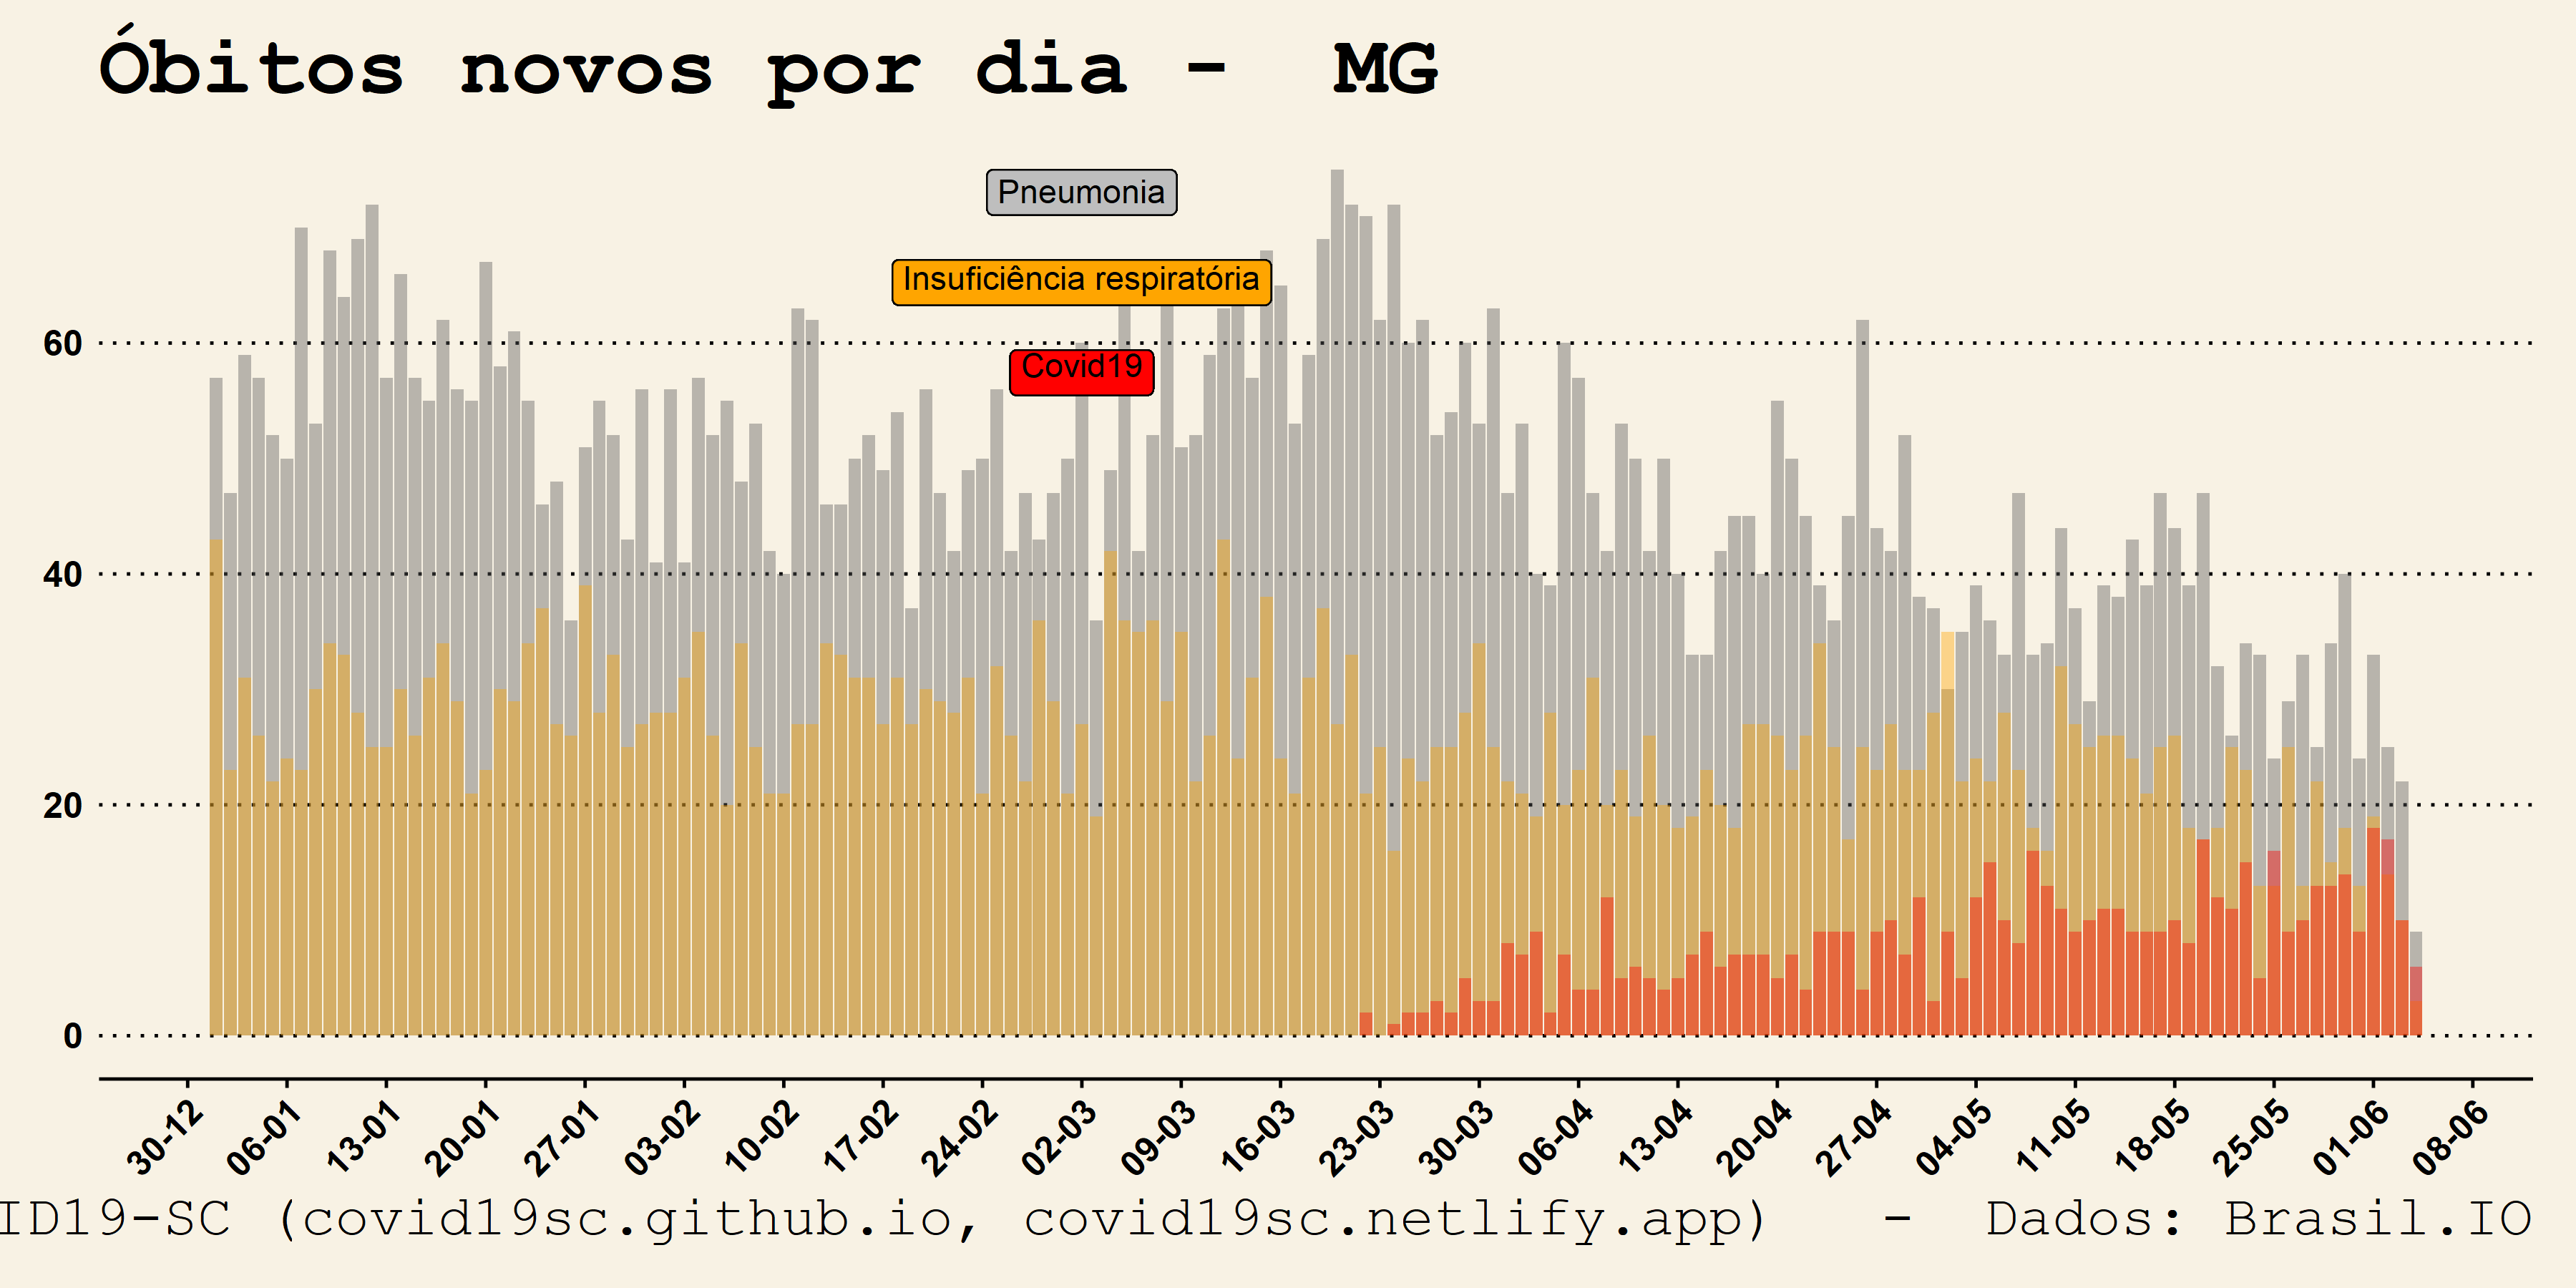 Óbitos novos por dia - MG
Pneumonia
Insuficiência respiratória
Covid19
60
40
20
0
30-12 06-01 13-01 20-01 27-01 03-02 10-02 17-02 24-02 02-03 09-03 16-03 23-03 30-03 06-04 13-04 20-04 27-04 04-05 11-05 18-05 25-05 01-06 08-06
ID19-SC (covid19sc.github.io, covid19sc.netlify.app) - Dados: Brasil.IO